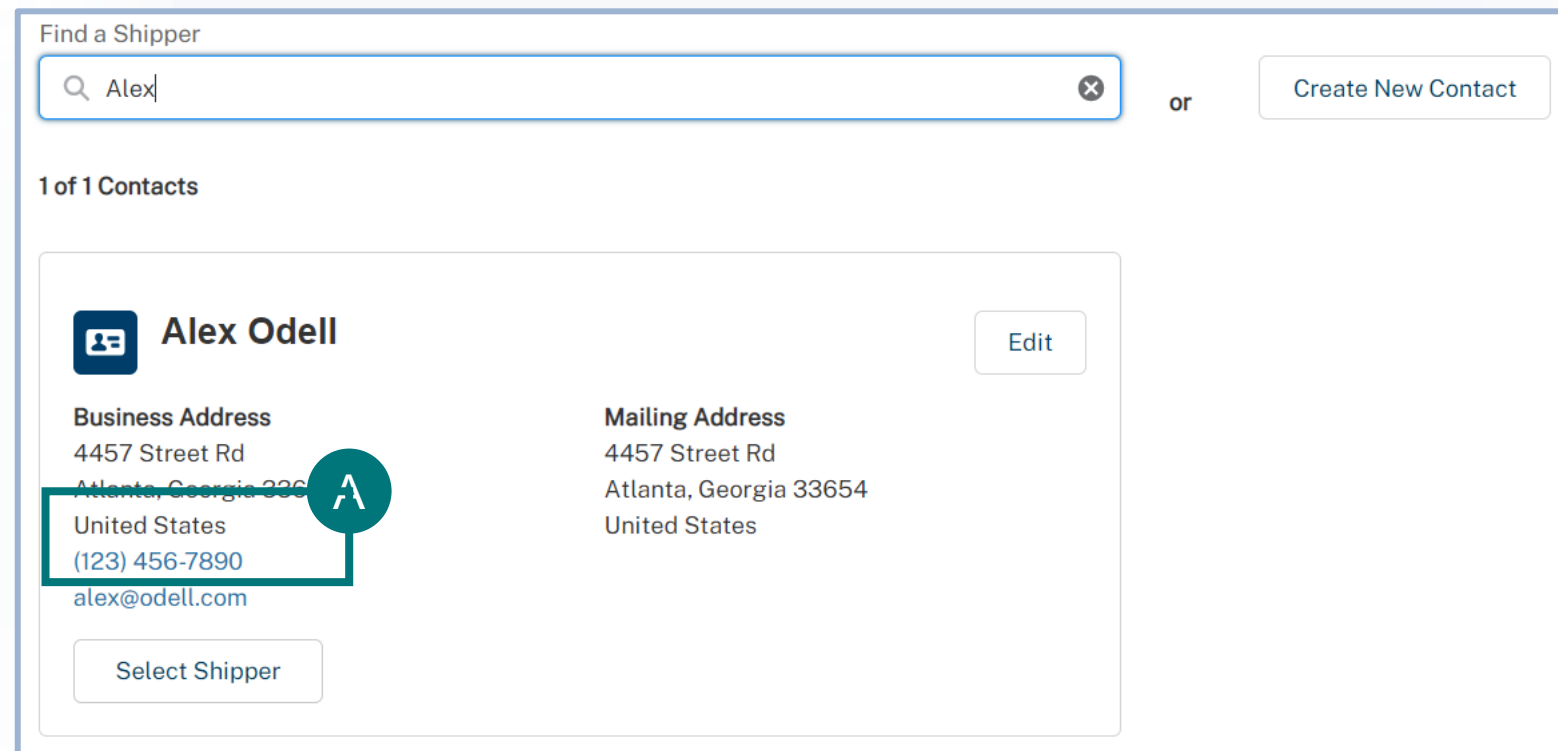 Find a Shipper
Alex
or
Create New Contact
1 of 1 Contacts
Alex Odell
Edit
Business Address
4457 Street Rd
Atlanta, Georgia
United States
(123) 456-7890
alex@odell.com
Mailing Address
4457 Street Rd
Atlanta, Georgia 33654
United States
A
Select Shipper